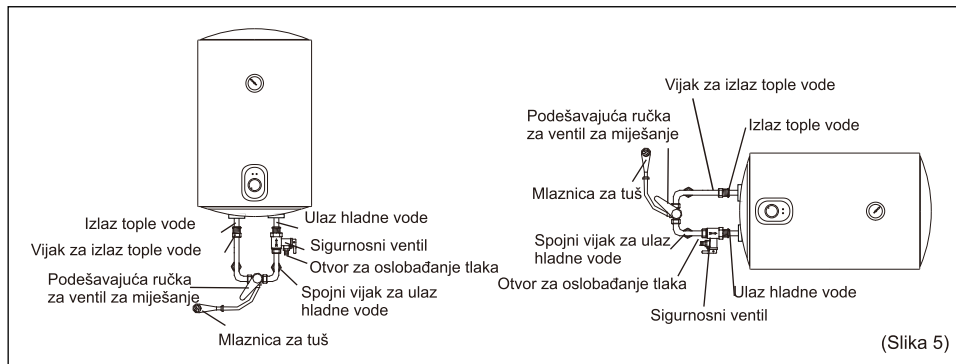 Izlaz tople vode
Vijak za izlaz tople vode
Podešavajuća ručka
za ventil za miješanje
Mlaznica za tuš
Ulaz hladne vode
Sigurnosni ventil
Otvor za oslobađanje tlaka
Spojni vijak za ulaz
hladne vode
Vijak za izlaz tople vode
Podešavajuća ručka
za ventil za miješanje
Izlaz tople vode
Mlaznica za tuš
Spojni vijak za ulaz
hladne vode
Otvor za oslobađanje tlaka
Ulaz hladne vode
Sigurnosni ventil
(Slika 5)